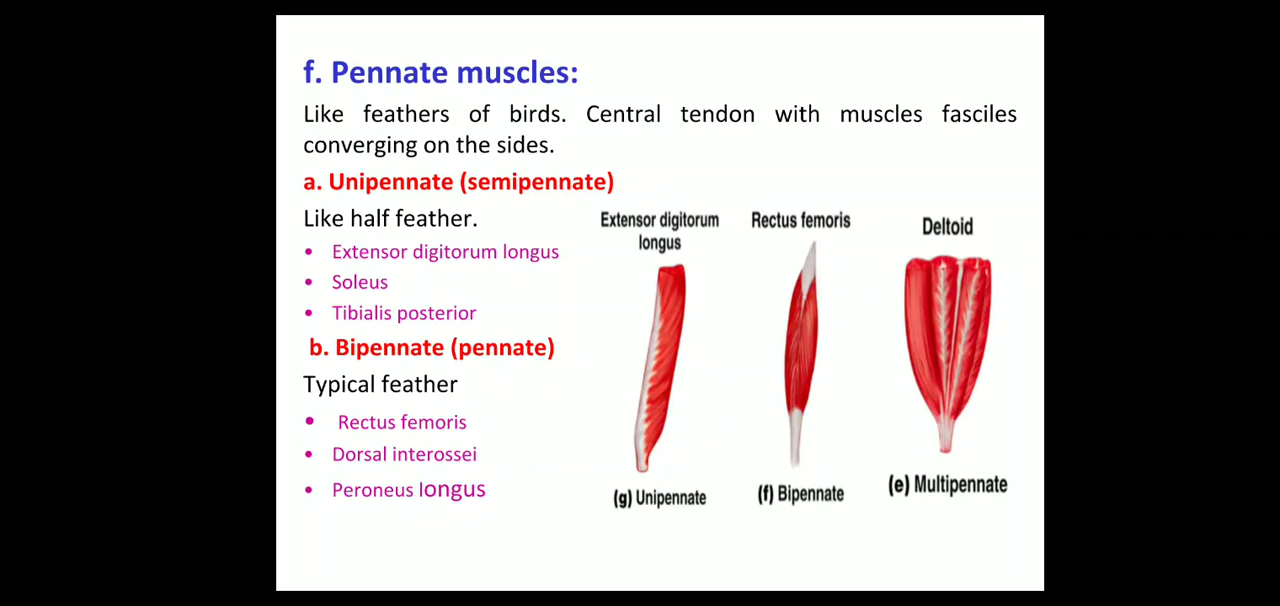 f. Pennate muscles:
Like feathers of birds. Central tendon with muscles fasciles
converging on the sides.
a. Unipennate (semipennate)
Like half feather.
• Extensor digitorum longus
• Soleus
• Tibialis posterior
b. Bipennate (pennate)
Typical feather
• Rectus femoris
• Dorsal interossei
• Peroneus longus
Extensor digitorum
longus
(g) Unipennate
Rectus femoris
(f) Bipennate
Deltoid
(e) Multipennate